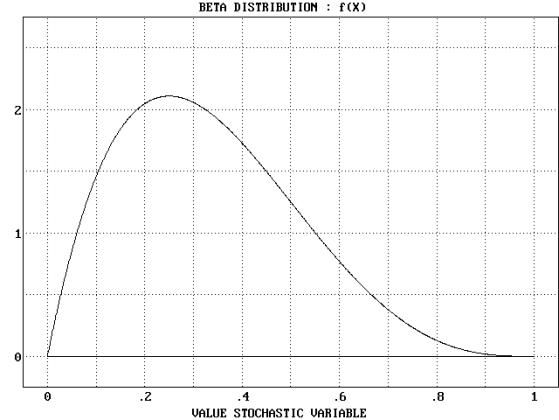 BETA DISTRIBUTION : f(X)
2
1
0
0 .2 .4 .6 .8 1
VALUE STOCHASTIC VARIABLE